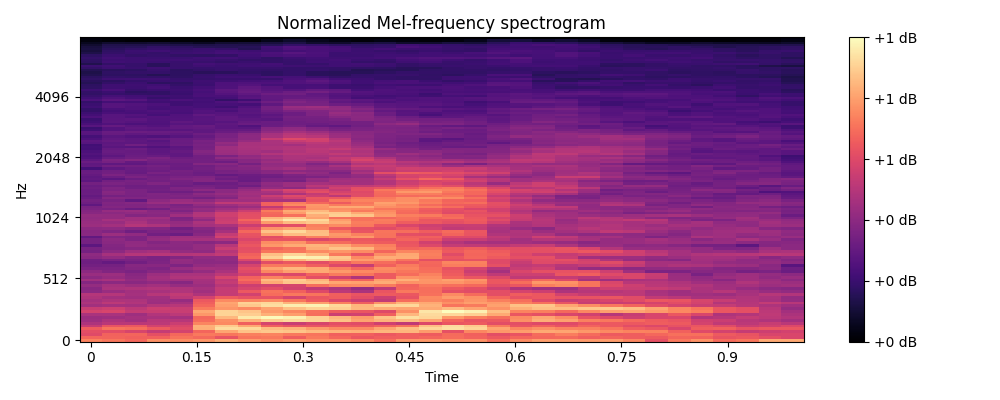 Normalized Mel-frequency spectrogram
Hz
4096
2048
1024
512
0
0 0.15 0.3 0.45 0.6 0.75 0.9
Time
+1 dB
+1 dB
+1 dB
+0 dB
+0 dB
+0 dB